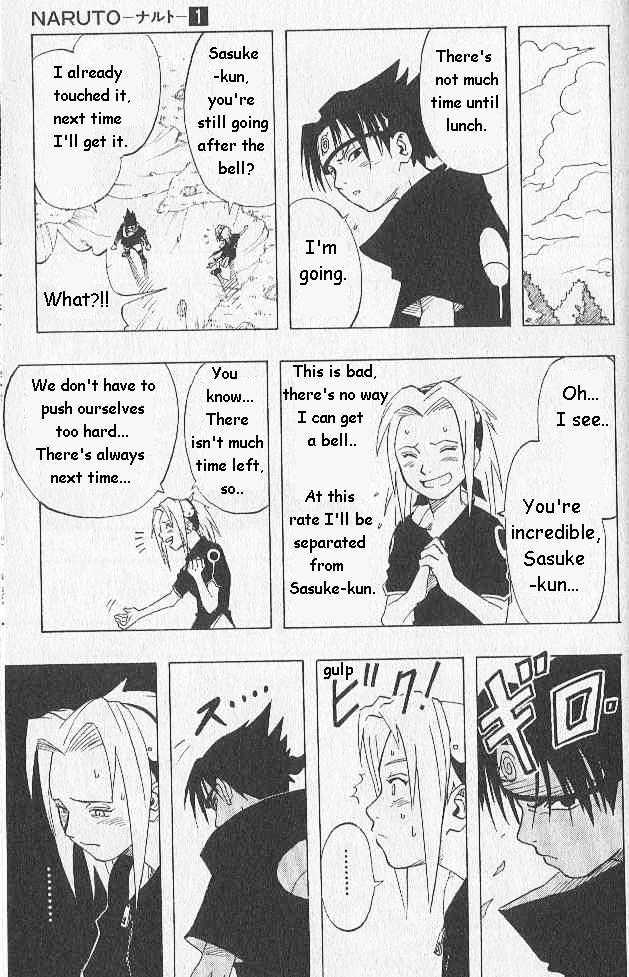 NARUTO—ナルト—1
There's
not much
time until
lunch.
I'm
going.
Sasuke
-kun,
you're
still going
after the
bell?
I already
touched it,
next time
I'll get it.
What?!!
Oh...
I see..
You're
incredible,
Sasuke
-kun...
This is bad,
there's no way
I can get
a bell..
At this
rate I'll be
separated
from
Sasuke-kun.
You
know...
There
isn't much
time left,
so..
We don't have to
push ourselves
too hard...
There's always
next time...
ギロ.
gulp
ビク!
........
ス....
........